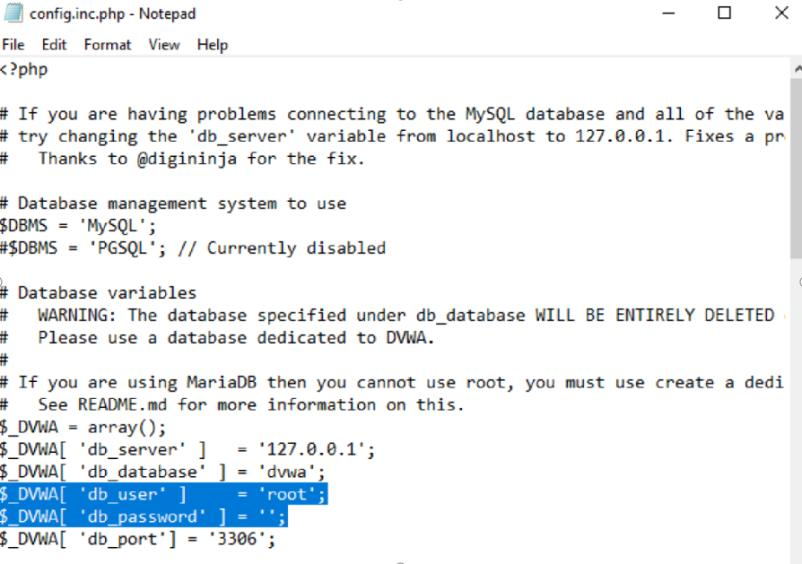 config.inc.php - Notepad
File Edit Format View Help
<?php
# If you are having problems connecting to the MySQL database and all of the va
# try changing the 'db_server' variable from localhost to 127.0.0.1. Fixes a pr
#   Thanks to @digininja for the fix.
# Database management system to use
$DBMS = 'MySQL';
#$DBMS = 'PGSQL'; // Currently disabled
# Database variables
#   WARNING: The database specified under db_database WILL BE ENTIRELY DELETED
#   Please use a database dedicated to DVWA.
#
# If you are using MariaDB then you cannot use root, you must use create a dedi
#   See README.md for more information on this.
$_DVWA = array();
$_DVWA[ 'db_server' ]   = '127.0.0.1';
$_DVWA[ 'db_database' ] = 'dvwa';
$_DVWA[ 'db_user' ]     = 'root';
$_DVWA[ 'db_password' ] = '';
$_DVWA[ 'db_port'] = '3306';